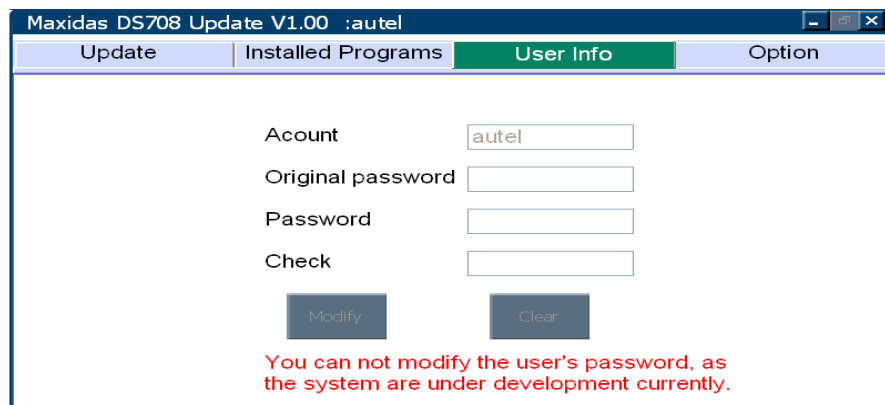 Maxidas DS708 Update V1.00 :autel
Update Installed Programs User Info Option
Acount autel
Original password
Password
Check
Modify Clear
You can not modify the user's password, as
the system are under development currently.